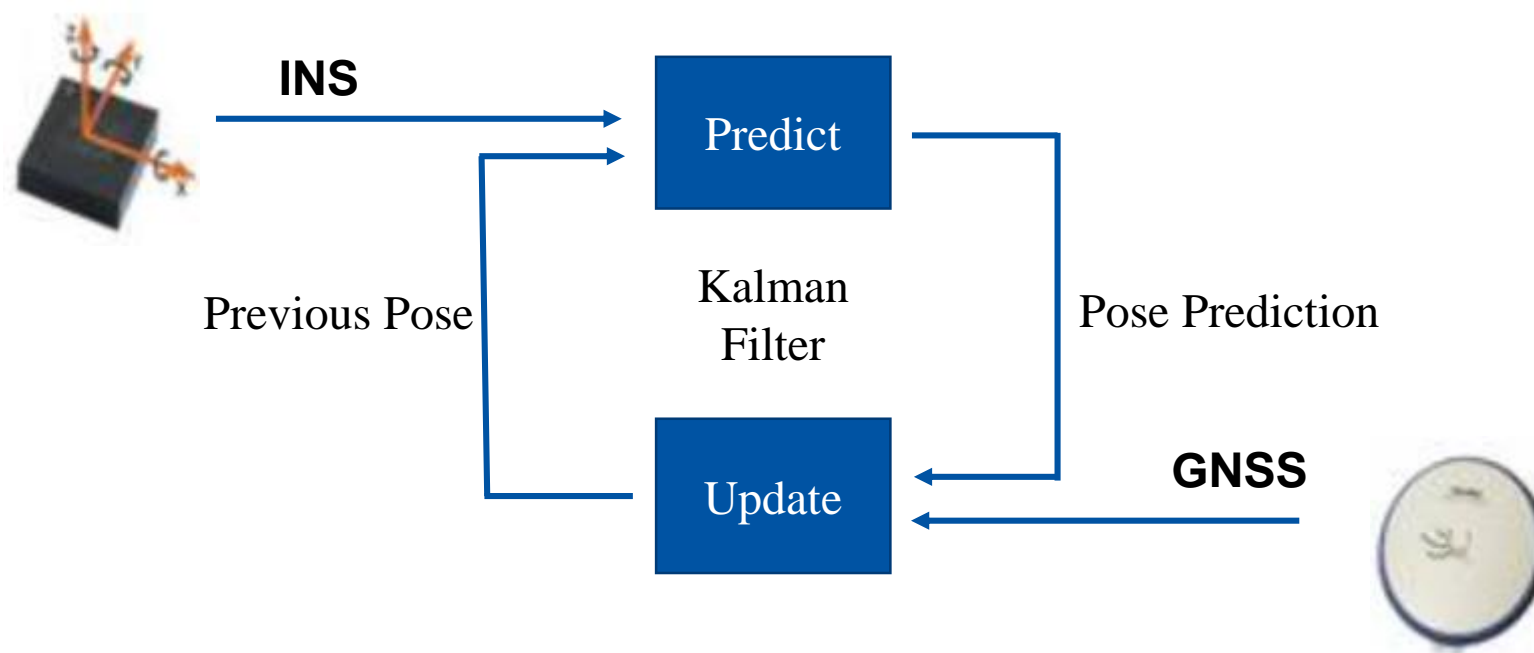 INS
Predict
Previous Pose
Kalman
Filter
Pose Prediction
GNSS
Update
X